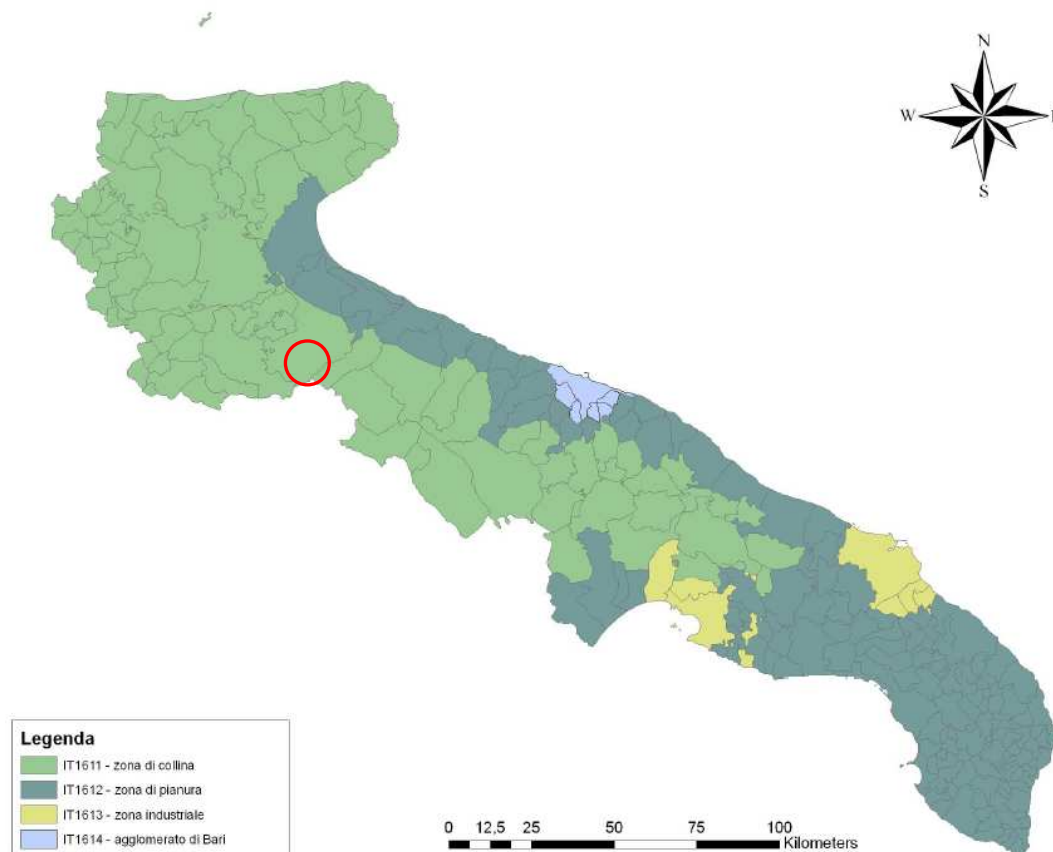 N
W
S
Legenda
IT1611 - zona di collina
IT1612 - zona di pianura
IT1613 - zona industriale
IT1614 - agglomerato di Bari
0 12,5 25 50 75 100
Kilometers